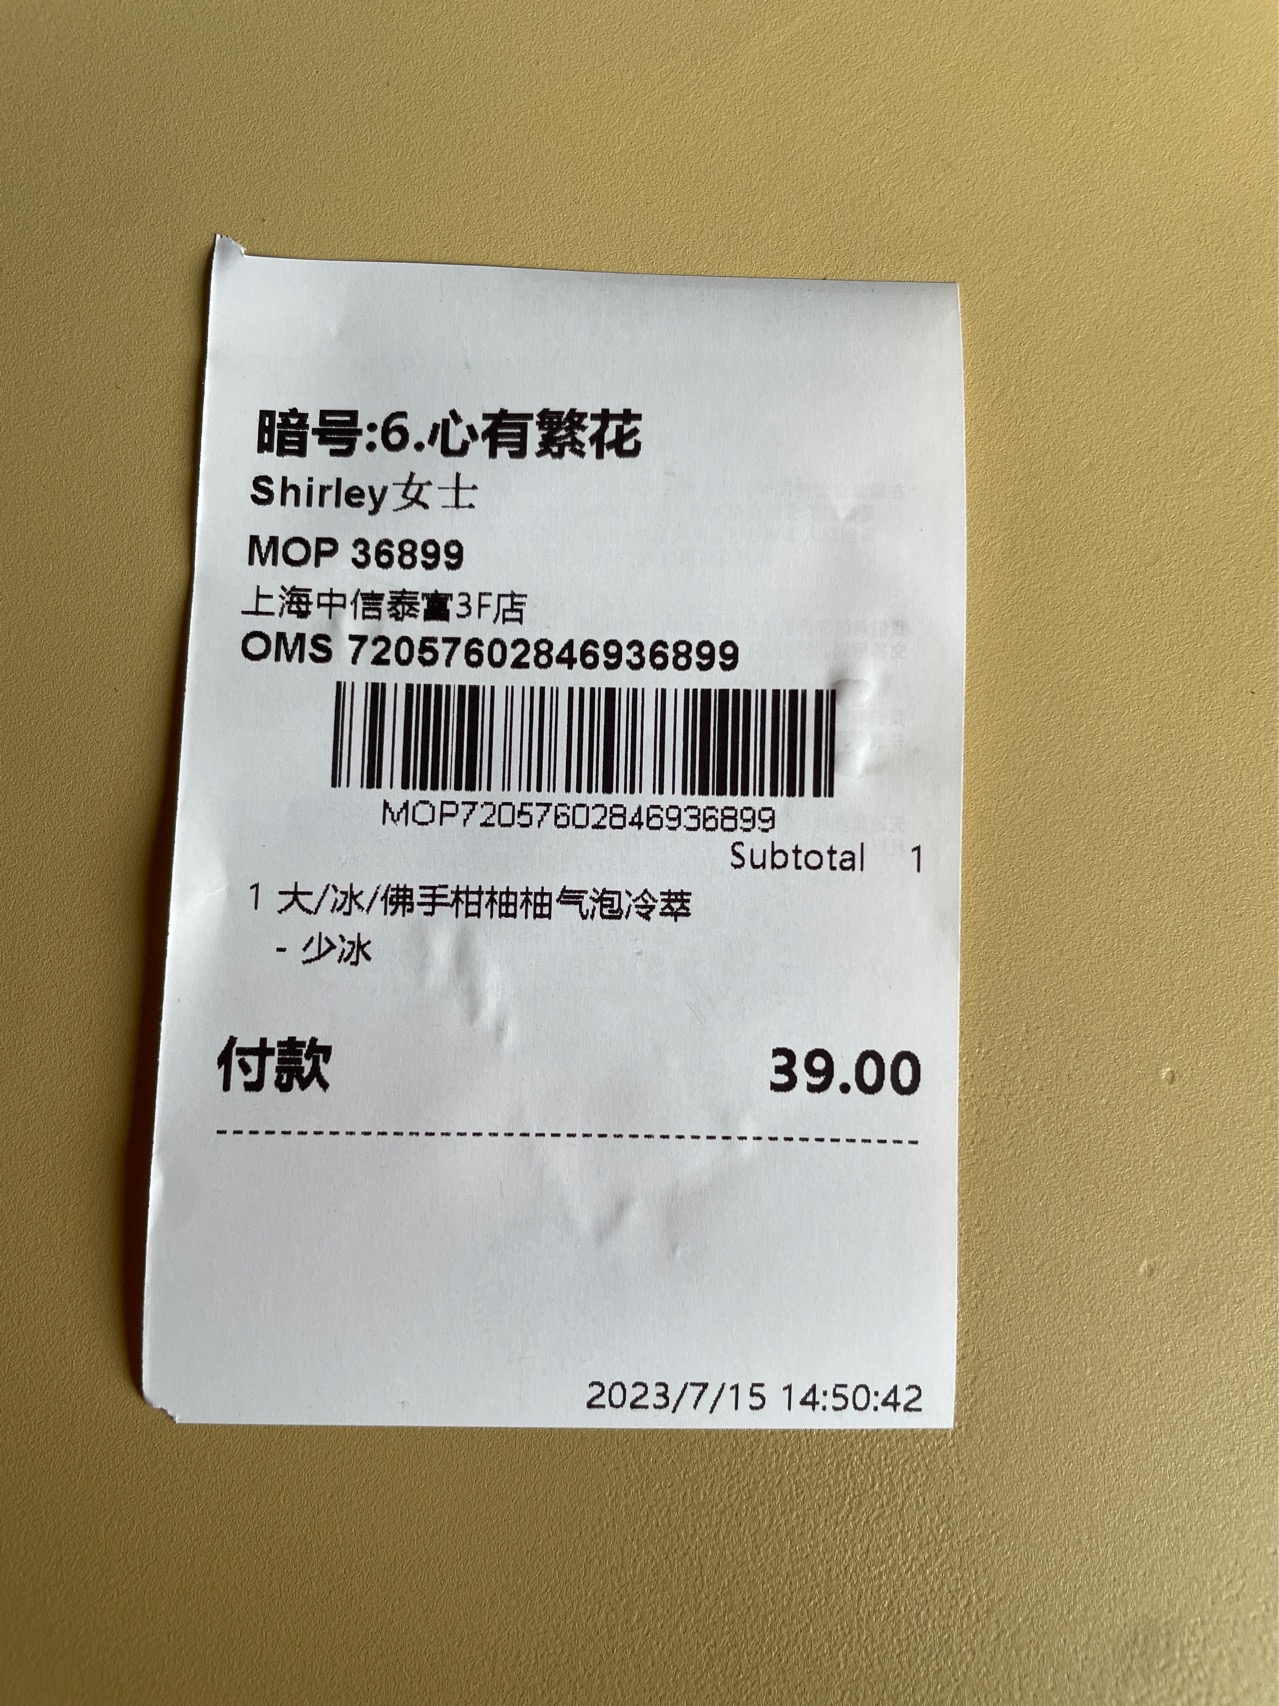 暗号:6.心有繁花
Shirley女士
MOP 36899
上海中信泰富3F店
OMS 72057602846936899
MOP72057602846936899
Subtotal 1
1 大/冰/佛手柑柚柚气泡冷萃
- 少冰
付款 39.00
2023/7/15 14:50:42